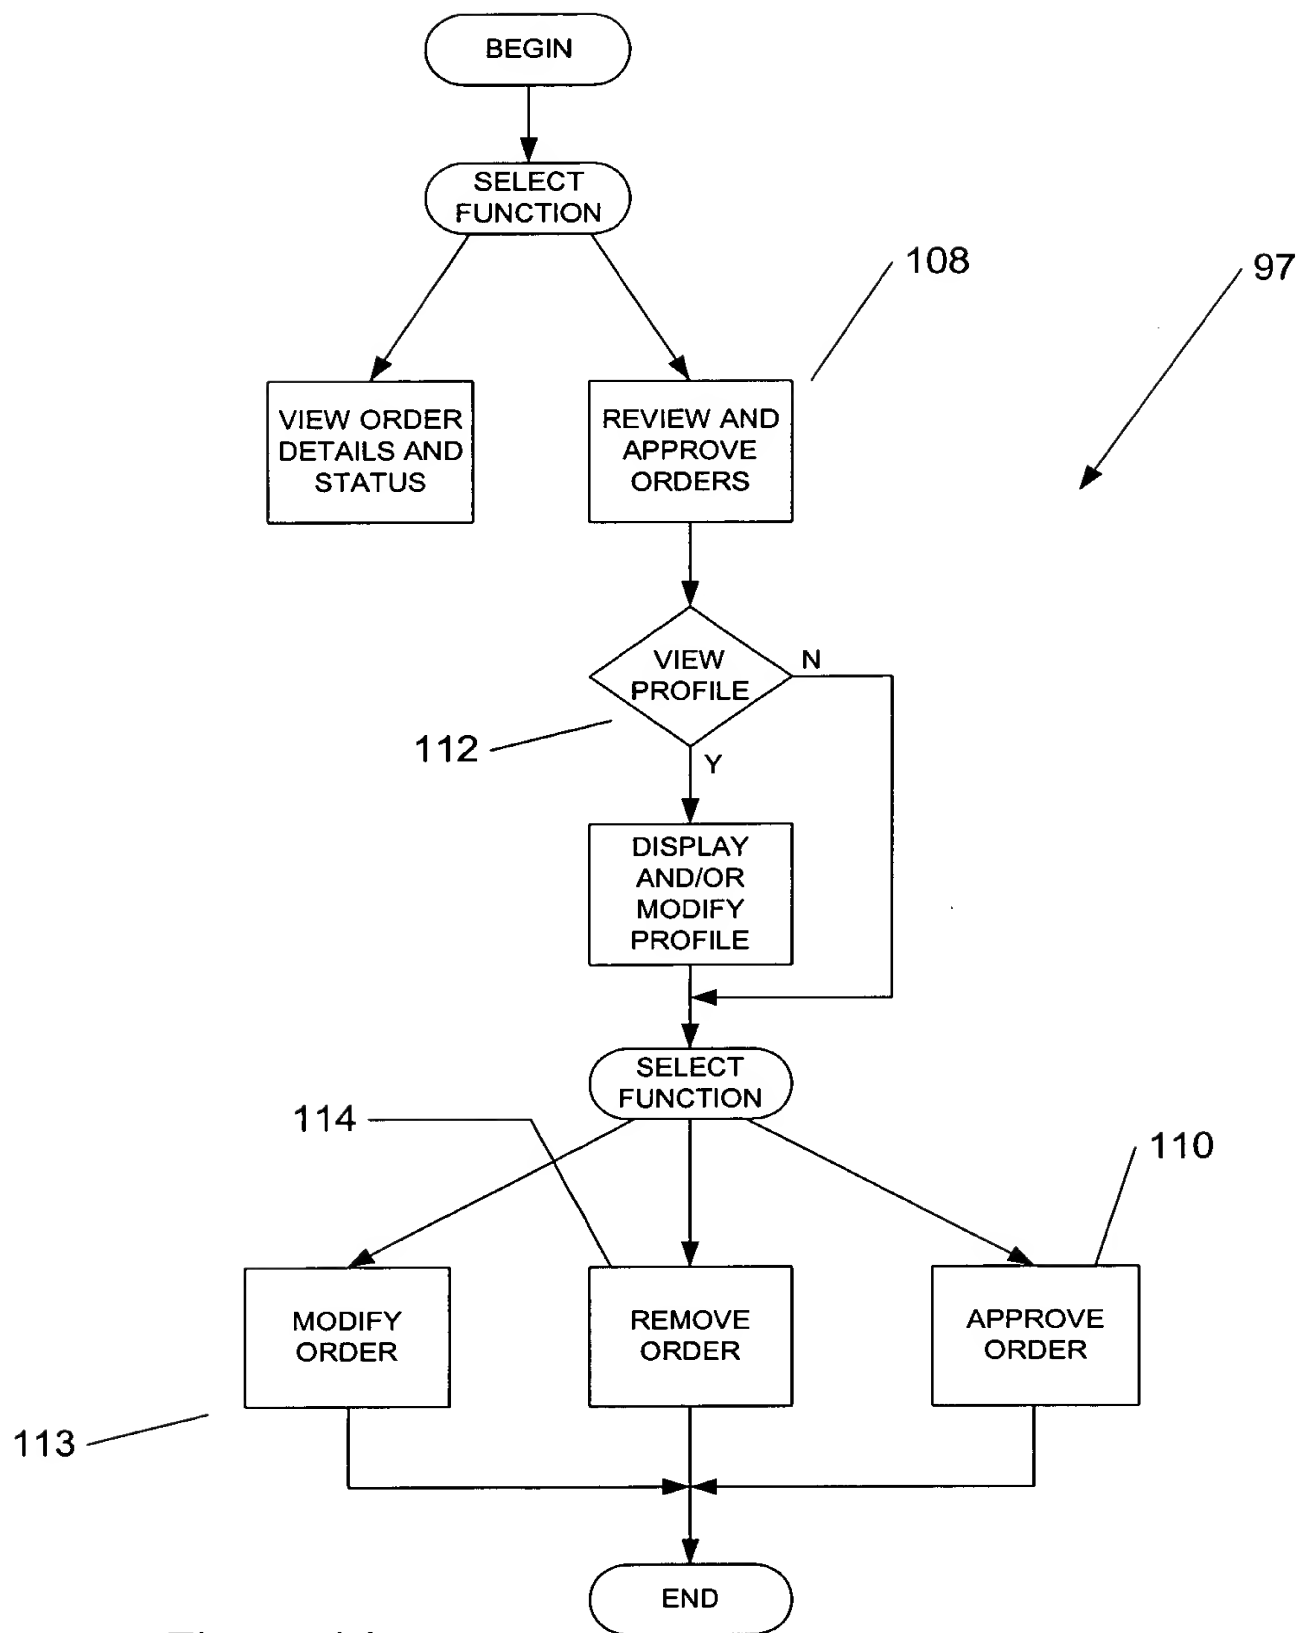 BEGIN
SELECT
FUNCTION
108
97
VIEW ORDER
DETAILS AND
STATUS
REVIEW AND
APPROVE
ORDERS
VIEW
PROFILE
N
112
Y
DISPLAY
AND/OR
MODIFY
PROFILE
SELECT
FUNCTION
114
110
MODIFY
ORDER
REMOVE
ORDER
APPROVE
ORDER
113
END